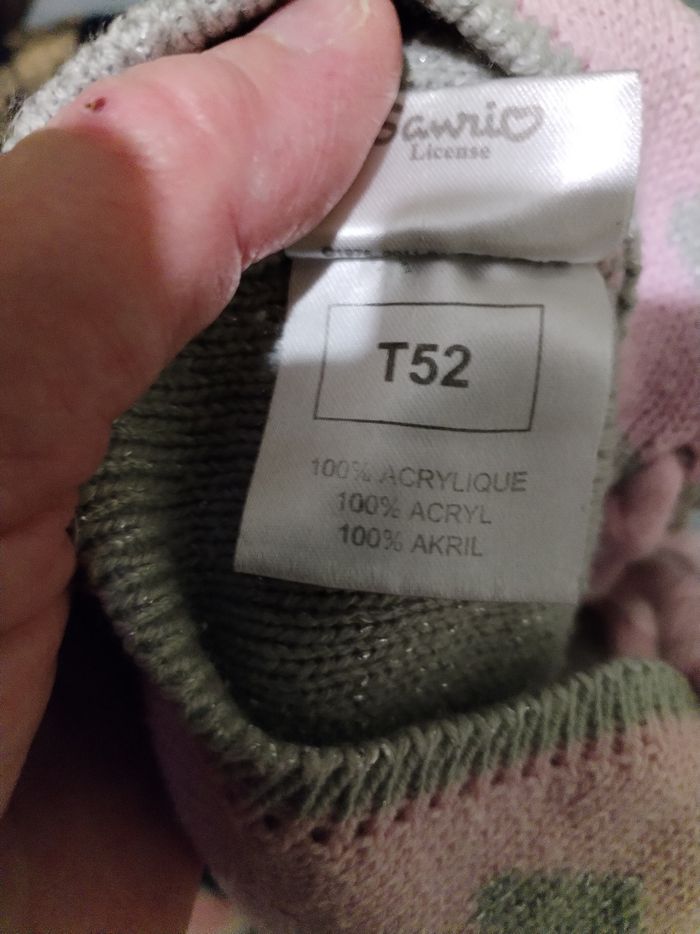 Sanrio
License
T52
100% ACRYLIQUE
100% ACRYL
100% AKRIL